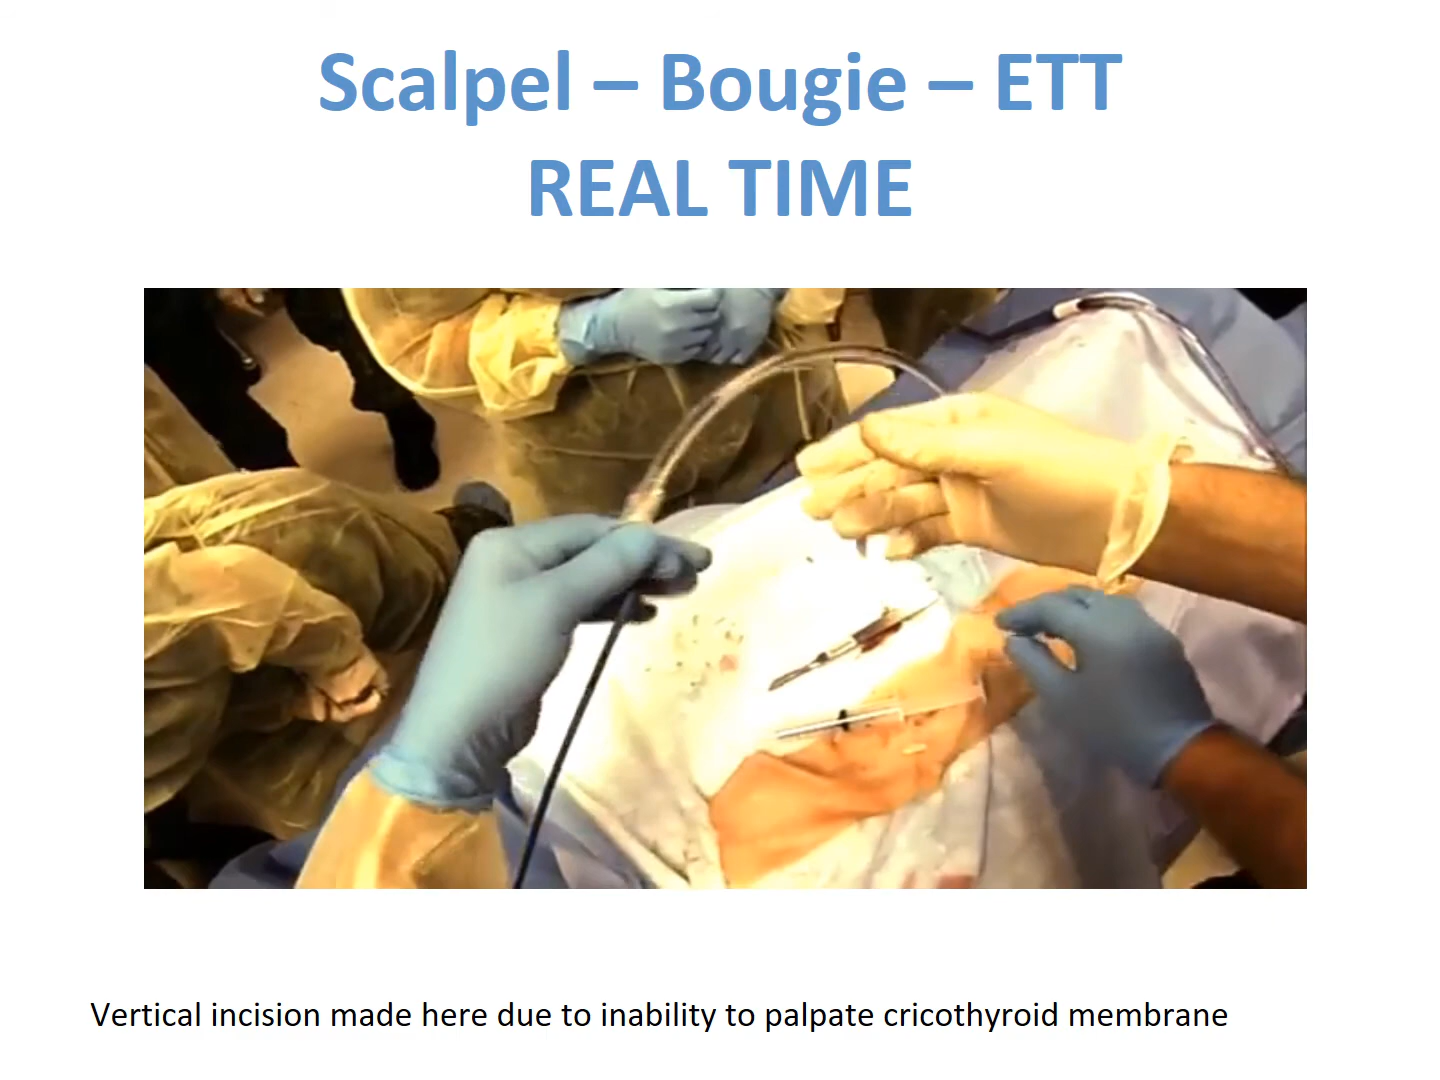 Scalpel – Bougie – ETT
REAL TIME
Vertical incision made here due to inability to palpate cricothyroid membrane